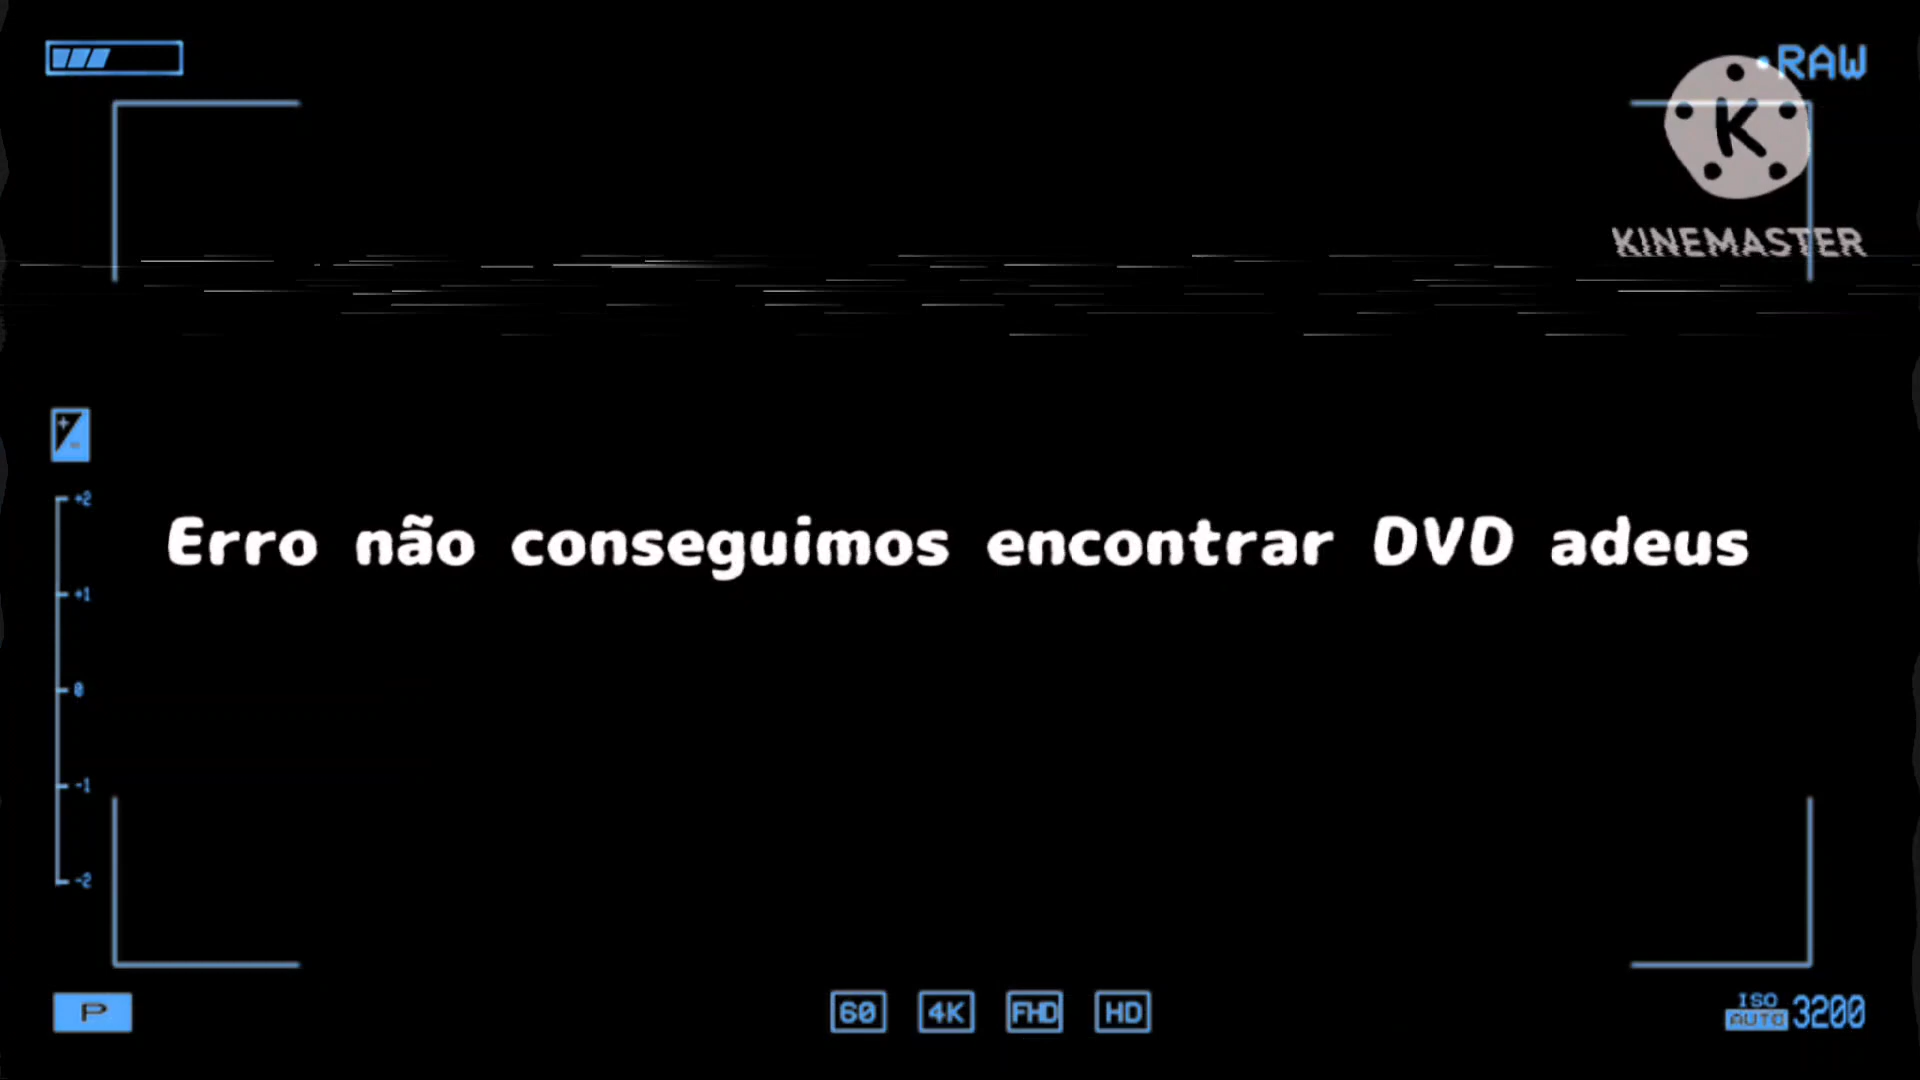 •RAW
K
KINEMASTER
+2
Erro não conseguimos encontrar DVD adeus
+1
0
-1
-2
P
60 4K FHD HD
ISO
AUTO 3200